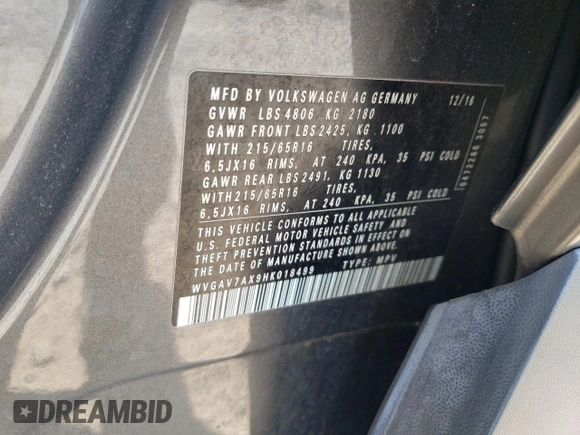 MFD BY VOLKSWAGEN AG GERMANY 12/16
GVWR LBS 4806 KG 2180
GAWR FRONT LBS 2425, KG 1100
WITH 215/65R16 TIRES,
6,5JX16 RIMS, AT 240 KPA, 35 PSI COLD
GAWR REAR LBS 2491, KG 1130
WITH 215/65R16 TIRES,
6,5JX16 RIMS, AT 240 KPA, 35 PSI COLD
THIS VEHICLE CONFORMS TO ALL APPLICABLE
U.S. FEDERAL MOTOR VEHICLE SAFETY AND
THEFT PREVENTION STANDARDS IN EFFECT ON
THE DATE OF MANUFACTURE SHOWN ABOVE.
WVGAV7AX9HK018499 TYPE: MPV
DREAMBID